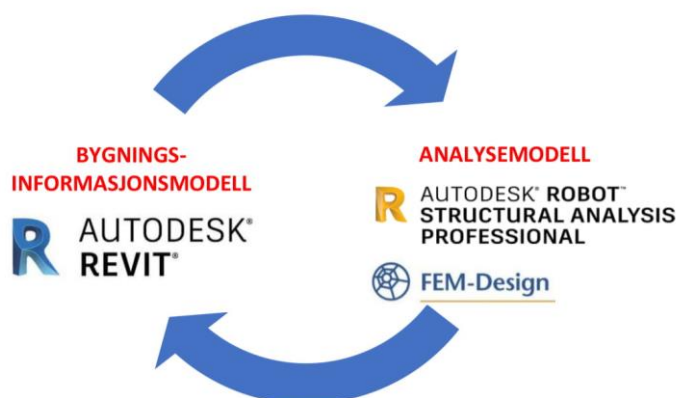 BYGNINGS-
INFORMASJONSMODELL
AUTODESK®
REVIT®
ANALYSEMODELL
AUTODESK® ROBOT™
STRUCTURAL ANALYSIS
PROFESSIONAL
FEM-Design